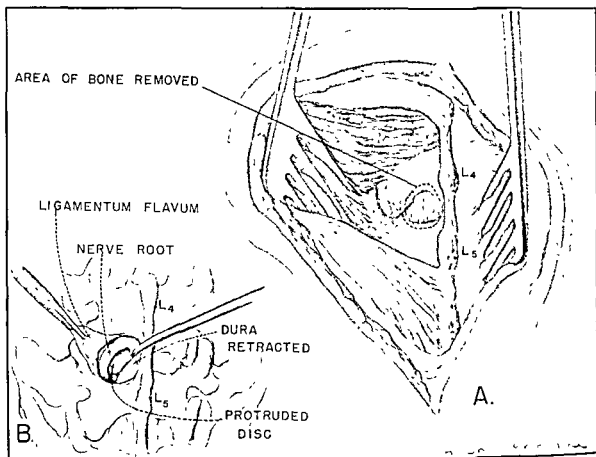 AREA OF BONE REMOVED
L4
L5
A.
LIGAMENTUM FLAVUM
NERVE ROOT
L4
DURA
RETRACTED
L5
PROTRUDED
DISC
B.